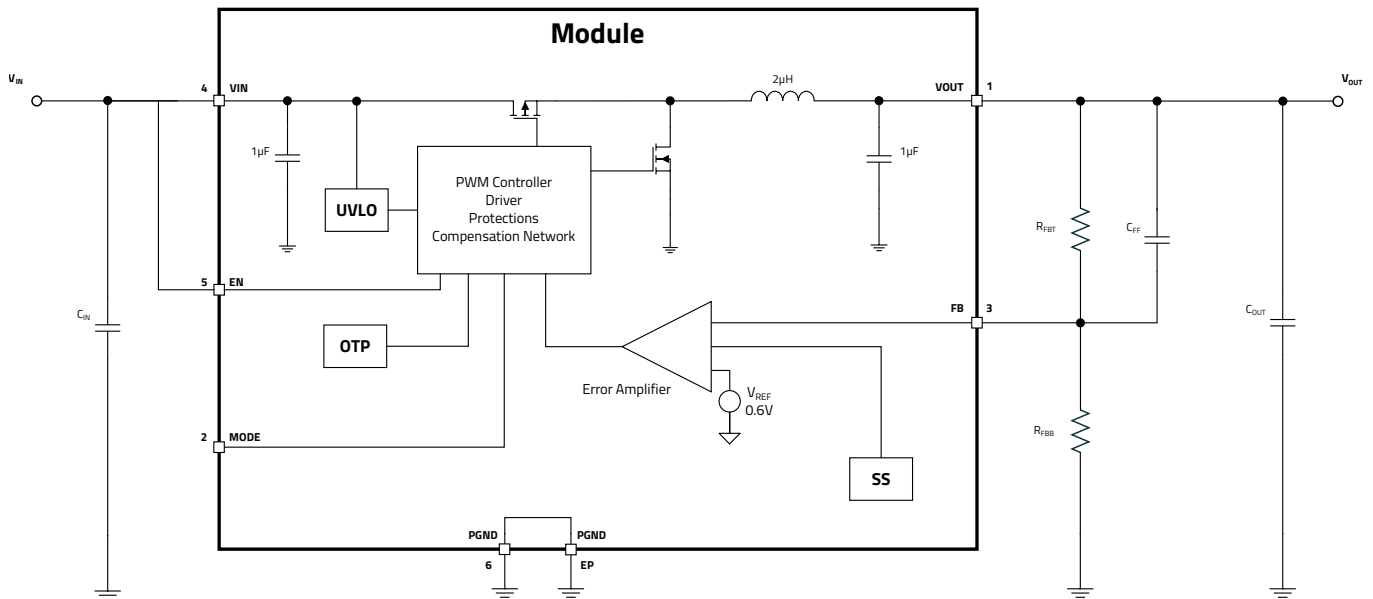 Module
VIN
4
VIN
2µH
VOUT
1
VOUT
1µF
1µF
PWM Controller
Driver
Protections
Compensation Network
UVLO
RFBT
CFF
5
EN
FB
3
CIN
COUT
OTP
Error Amplifier
VREF
0.6V
2
MODE
RFBB
SS
PGND
PGND
6
EP